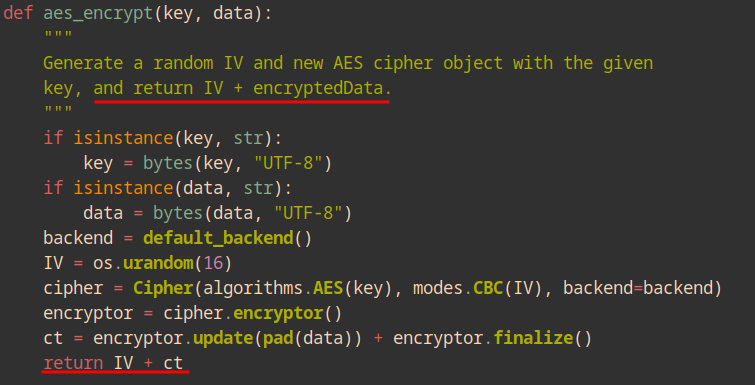 def aes_encrypt(key, data):
    """
    Generate a random IV and new AES cipher object with the given
    key, and return IV + encryptedData.
    """
    if isinstance(key, str):
        key = bytes(key, "UTF-8")
    if isinstance(data, str):
        data = bytes(data, "UTF-8")
    backend = default_backend()
    IV = os.urandom(16)
    cipher = Cipher(algorithms.AES(key), modes.CBC(IV), backend=backend)
    encryptor = cipher.encryptor()
    ct = encryptor.update(pad(data)) + encryptor.finalize()
    return IV + ct